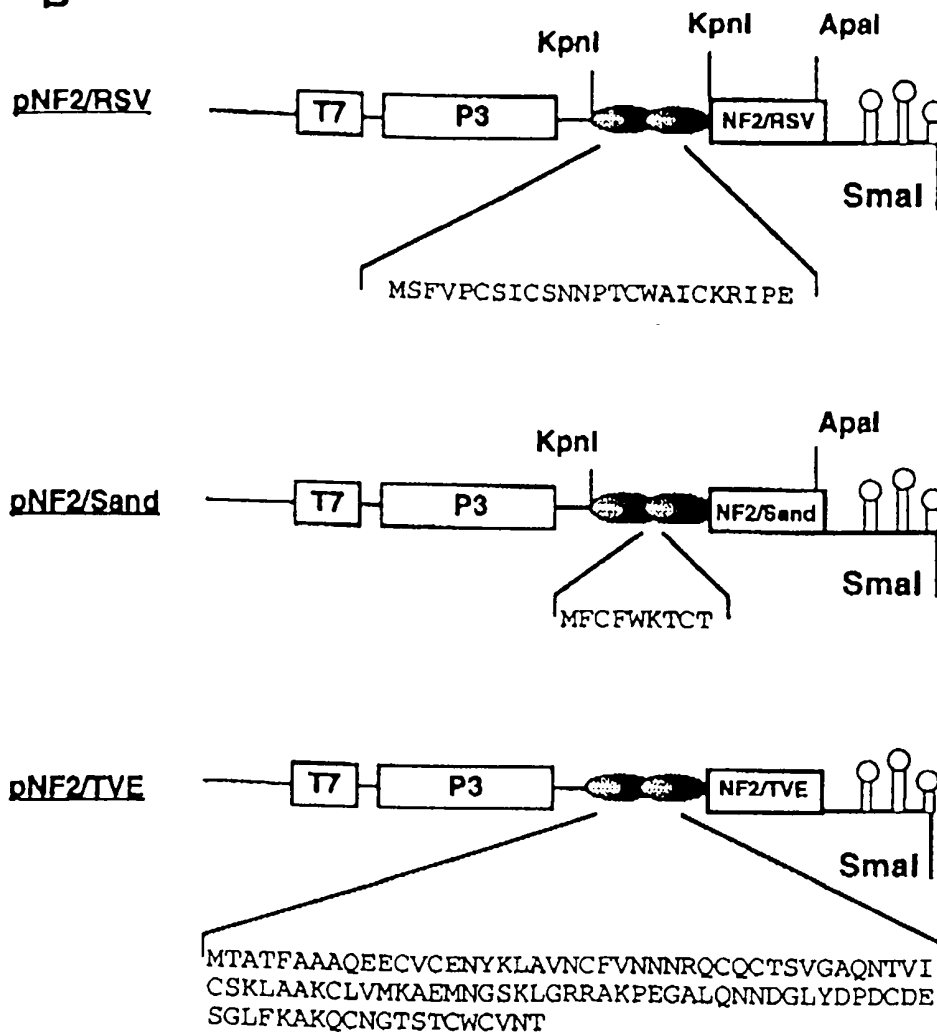 B
KpnI KpnI ApaI
pNF2/RSV T7 P3 NF2/RSV
SmaI
MSFVPCSICSNNPTCWAICKRIPE
KpnI ApaI
pNF2/Sand T7 P3 NF2/Sand
SmaI
MFCFWKTCT
pNF2/TVE T7 P3 NF2/TVE
SmaI
MTATFAAAQEECVCENYKLAVNCFVNNNRQCQCTSVGAQNTVI
CSKLAAKCLVMKAEMNGSKLGRRAKPEGALQNNDGLYDPDCDE
SGLFKAKQCNGTSTCWCVNT